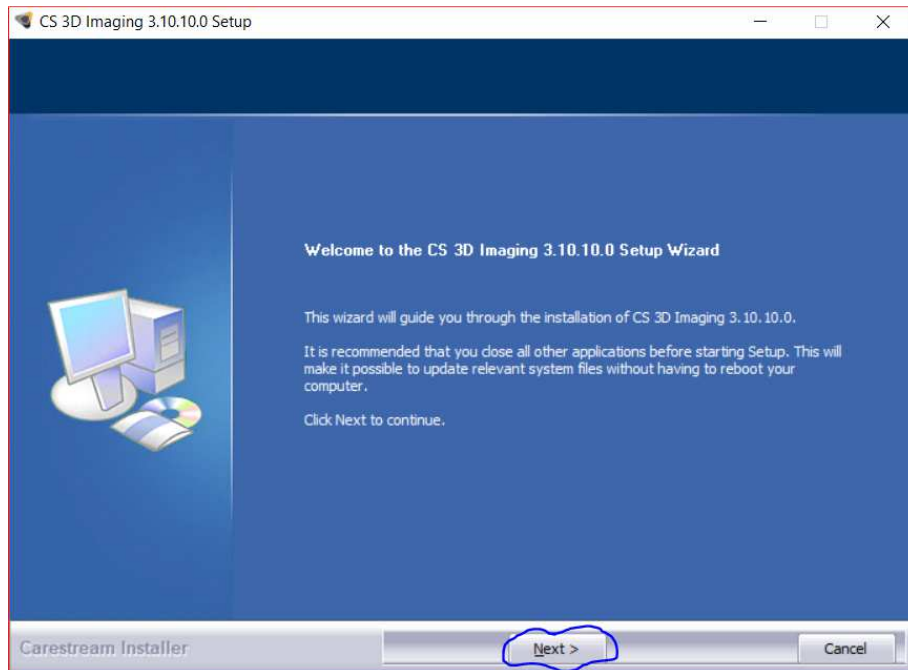 CS 3D Imaging 3.10.10.0 Setup
Welcome to the CS 3D Imaging 3.10.10.0 Setup Wizard
This wizard will guide you through the installation of CS 3D Imaging 3.10.10.0.
It is recommended that you close all other applications before starting Setup. This will
make it possible to update relevant system files without having to reboot your
computer.
Click Next to continue.
Carestream Installer
Next >
Cancel